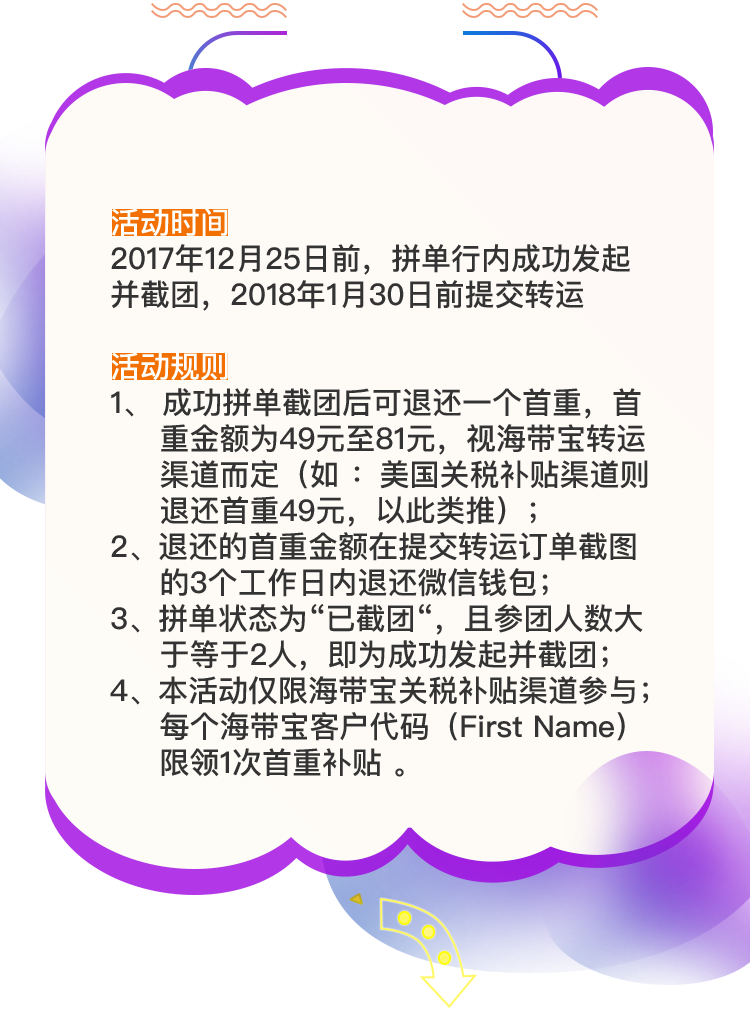 活动时间
2017年12月25日前，拼单行内成功发起
并截团，2018年1月30日前提交转运
活动规则
1、 成功拼单截团后可退还一个首重，首
重金额为49元至81元，视海带宝转运
渠道而定（如 ：美国关税补贴渠道则
退还首重49元，以此类推）；
2、退还的首重金额在提交转运订单截图
的3个工作日内退还微信钱包；
3、拼单状态为“已截团“，且参团人数大
于等于2人，即为成功发起并截团；
4、本活动仅限海带宝关税补贴渠道参与；
每个海带宝客户代码（First Name）
限领1次首重补贴 。